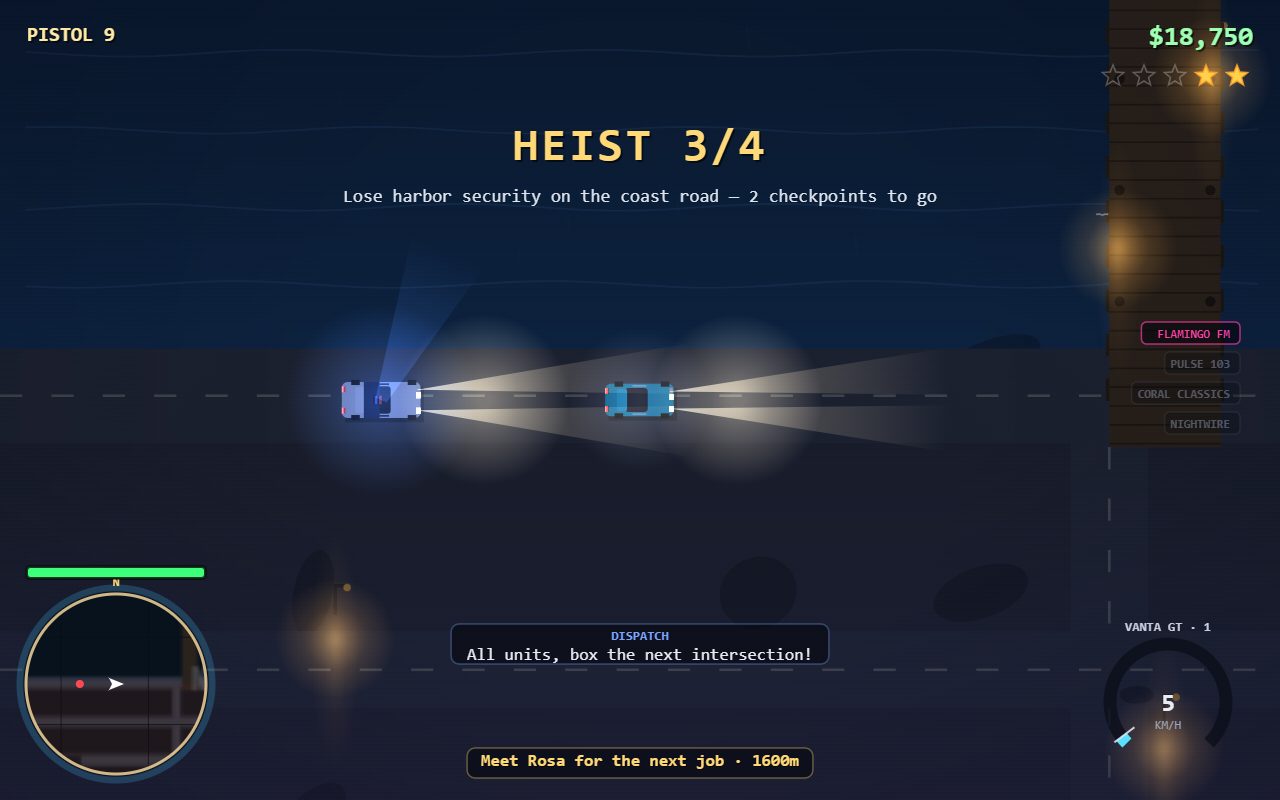 PISTOL 9
$18,750
HEIST 3/4
Lose harbor security on the coast road — 2 checkpoints to go
FLAMINGO FM
PULSE 103
CORAL CLASSICS
NIGHTWIRE
N
DISPATCH
All units, box the next intersection!
VANTA GT · 1
5
KM/H
Meet Rosa for the next job · 1600m